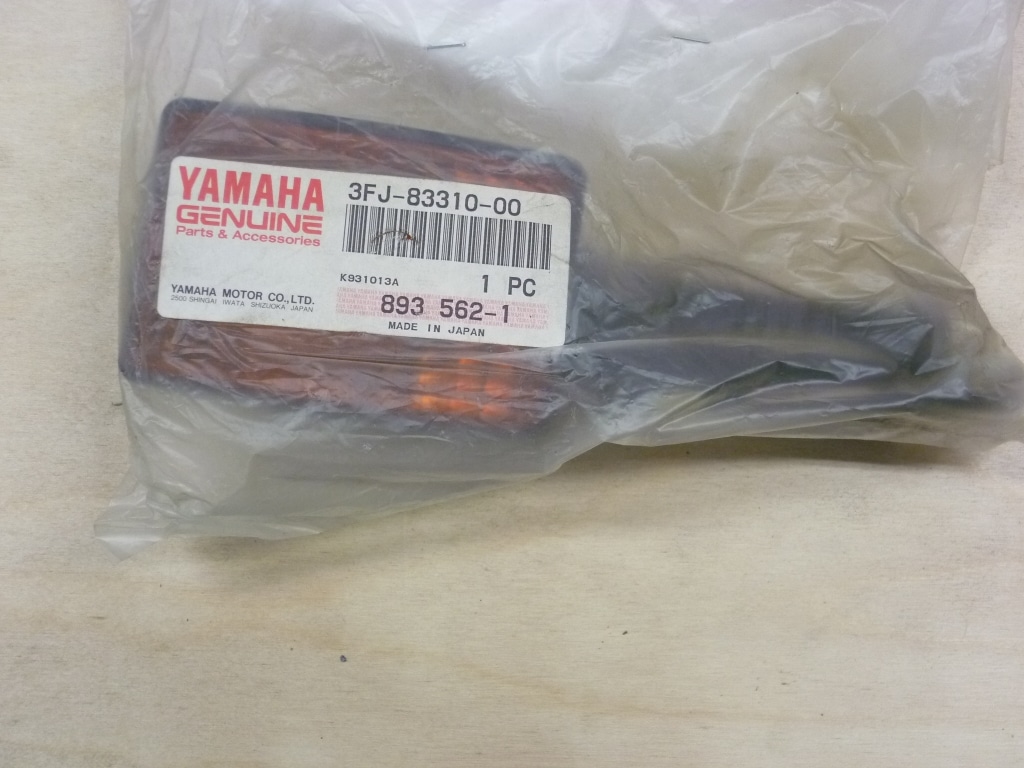 YAMAHA
GENUINE
Parts & Accessories
3FJ-83310-00
K931013A
1 PC
YAMAHA MOTOR CO.,LTD.
2500 SHINGAI IWATA SHIZUOKA JAPAN
893 562-1
MADE IN JAPAN